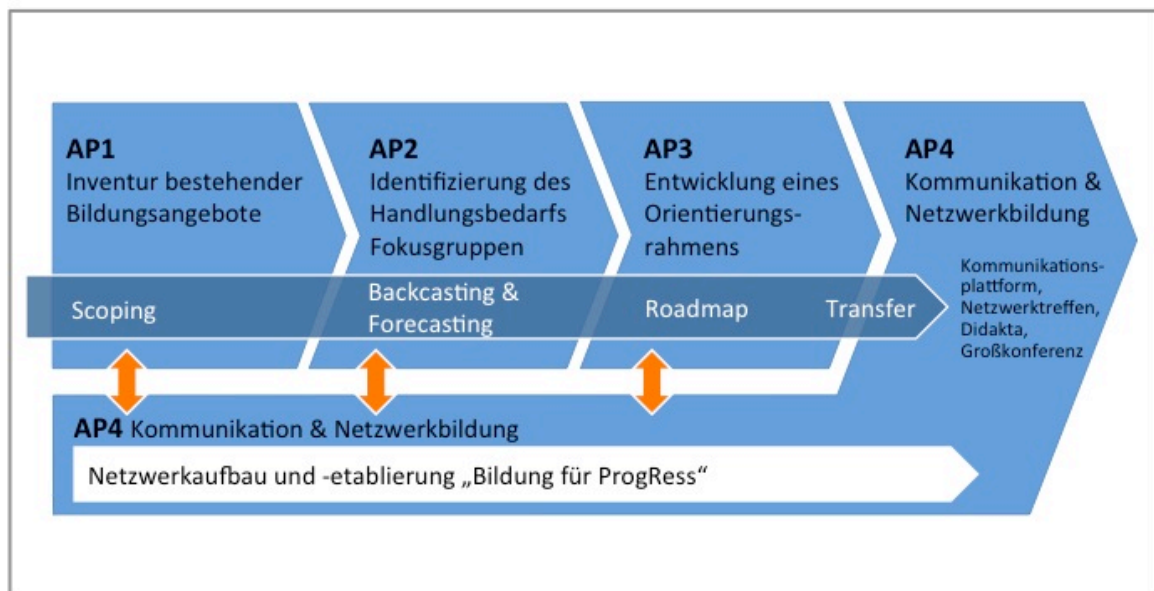 AP1
Inventur bestehender
Bildungsangebote
AP2
Identifizierung des
Handlungsbedarfs
Fokusgruppen
AP3
Entwicklung eines
Orientierungs-
rahmens
AP4
Kommunikation &
Netzwerkbildung
Kommunikations-
plattform,
Netzwerktreffen,
Didakta,
Großkonferenz
Scoping
Backcasting &
Forecasting
Roadmap
Transfer
AP4 Kommunikation & Netzwerkbildung
Netzwerkaufbau und -etablierung „Bildung für ProgRess“